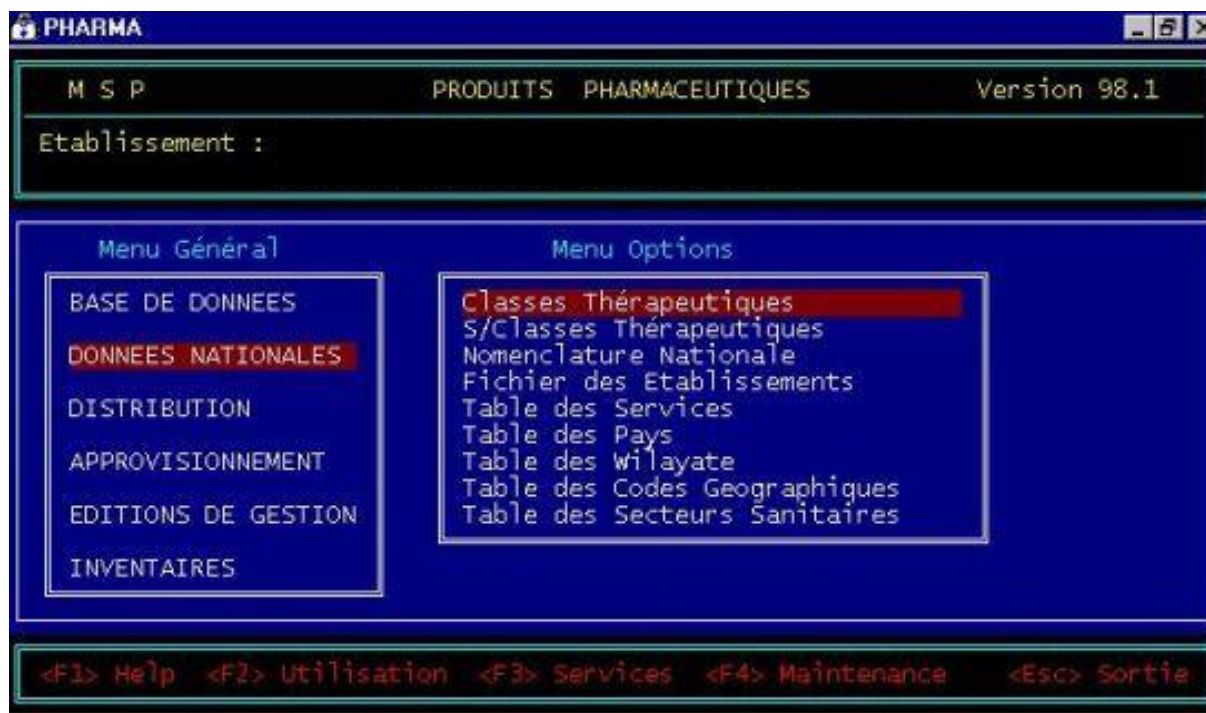 PHARMA
M S P PRODUITS PHARMACEUTIQUES Version 98.1
Etablissement :
Menu Général
BASE DE DONNEES
DONNEES NATIONALES
DISTRIBUTION
APPROVISIONNEMENT
EDITIONS DE GESTION
INVENTAIRES
Menu Options
Classes Thérapeutiques
S/Classes Thérapeutiques
Nomenclature Nationale
Fichier des Etablissements
Table des Services
Table des Pays
Table des Wilayate
Table des Codes Geographiques
Table des Secteurs Sanitaires
<F1> Help <F2> Utilisation <F3> Services <F4> Maintenance <Esc> Sortie